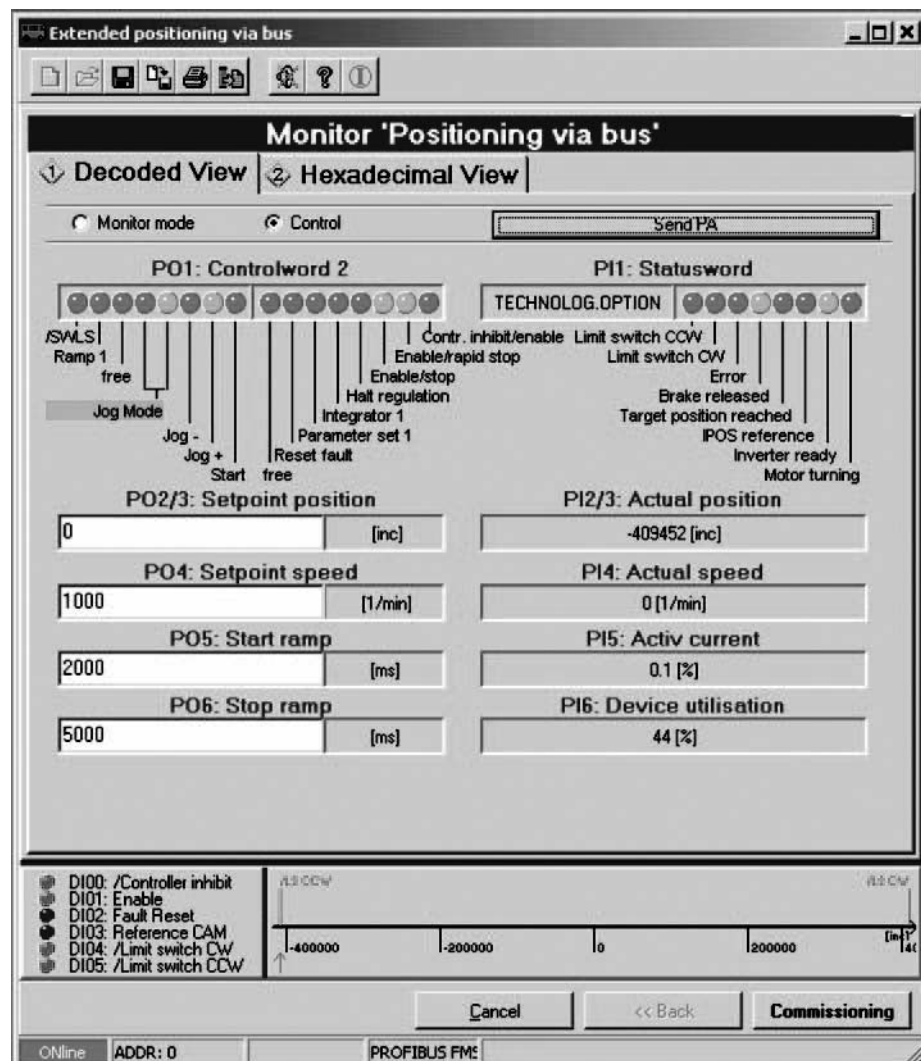 Extended positioning via bus
Monitor 'Positioning via bus'
1 Decoded View 2 Hexadecimal View
Monitor mode Control Send PA
PO1: Controlword 2 PI1: Statusword
TECHNOLOG.OPTION
/SWLS Contr. inhibit/enable Limit switch CCW
Ramp 1 Enable/rapid stop Limit switch CW
free Enable/stop Error
Halt regulation Brake released
Jog Mode Integrator 1 Target position reached
Jog - Parameter set 1 IPOS reference
Jog + Reset fault Inverter ready
Start free Motor turning
PO2/3: Setpoint position PI2/3: Actual position
0 [inc] -409452 [inc]
PO4: Setpoint speed PI4: Actual speed
1000 [1/min] 0 [1/min]
PO5: Start ramp PI5: Activ current
2000 [ms] 0.1 [%]
PO6: Stop ramp PI6: Device utilisation
5000 [ms] 44 [%]
DI00: /Controller inhibit
DI01: Enable
DI02: Fault Reset
DI03: Reference CAM
DI04: /Limit switch CW
DI05: /Limit switch CCW
-400000 -200000 0 200000
Cancel << Back Commissioning
ONline ADDR: 0 PROFIBUS FMS